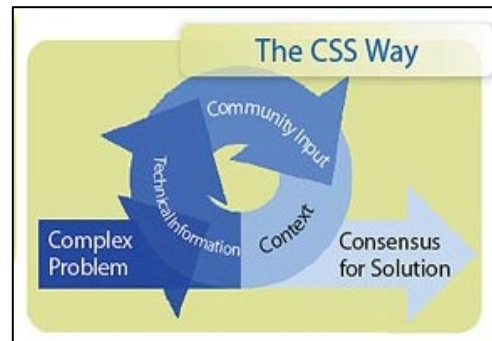 The CSS Way
Community Input
Technical Information
Context
Complex
Problem
Consensus
for Solution